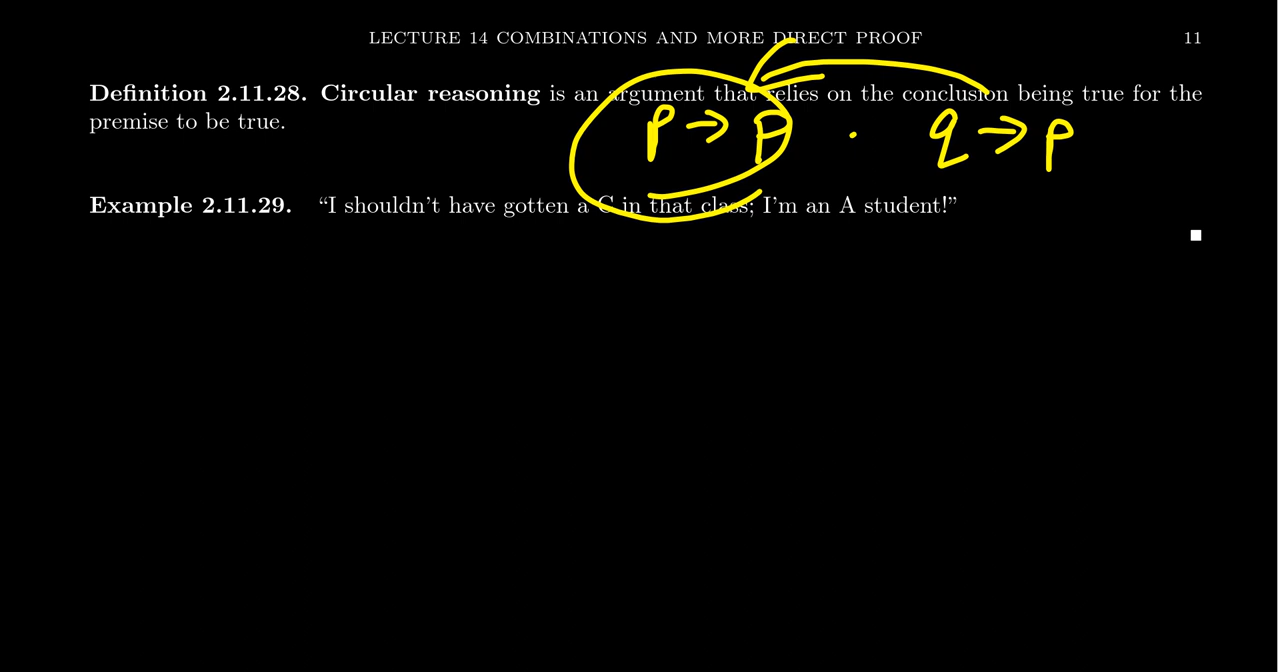 LECTURE 14 COMBINATIONS AND MORE DIRECT PROOF 11
Definition 2.11.28. Circular reasoning is an argument that relies on the conclusion being true for the
premise to be true.
p → p . q → p
Example 2.11.29. “I shouldn’t have gotten a C in that class; I’m an A student!”